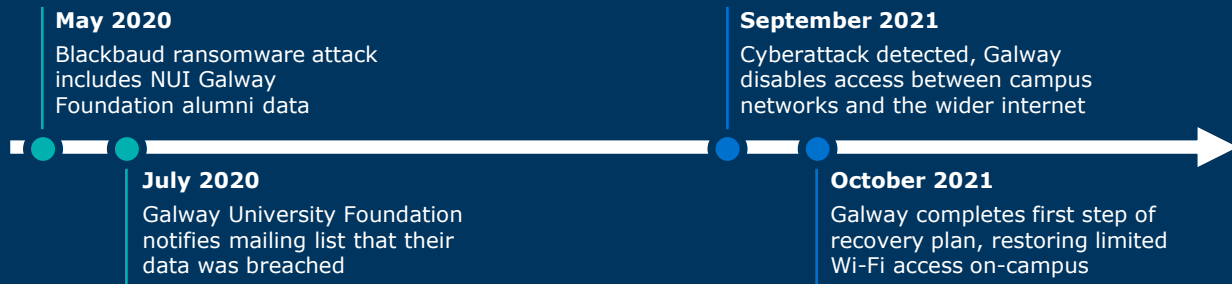 May 2020
Blackbaud ransomware attack
includes NUI Galway
Foundation alumni data
September 2021
Cyberattack detected, Galway
disables access between campus
networks and the wider internet
July 2020
Galway University Foundation
notifies mailing list that their
data was breached
October 2021
Galway completes first step of
recovery plan, restoring limited
Wi-Fi access on-campus